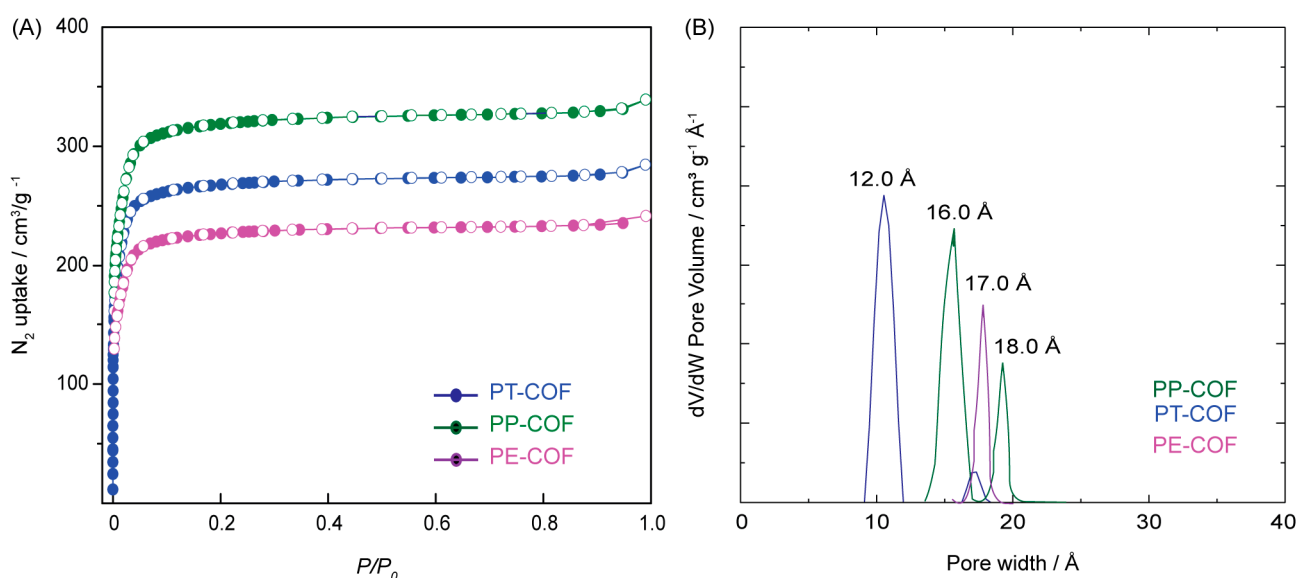 (A)
400
300
200
100
N₂ uptake / cm³/g⁻¹
PT-COF
PP-COF
PE-COF
0 0.2 0.4 0.6 0.8 1.0
P/P₀
(B)
12.0 Å
16.0 Å
17.0 Å
18.0 Å
dV/dW Pore Volume / cm³ g⁻¹ Å⁻¹
PP-COF
PT-COF
PE-COF
0 10 20 30 40
Pore width / Å